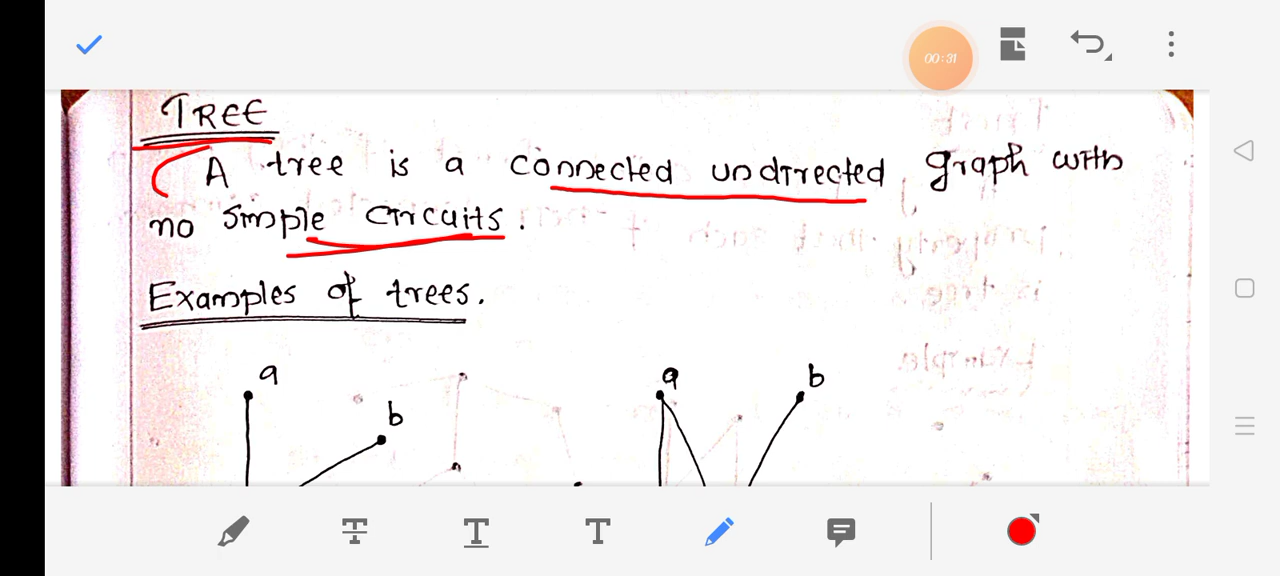 00:31
TREE
A tree is a connected undirected graph with
no simple circuits.
Examples of trees.
a
a
b
b
T
T
T